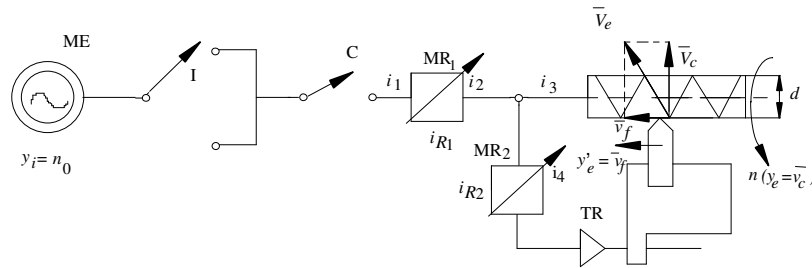 ME
I
C
MR1
i1
i2
i3
iR1
MR2
iR2
i4
TR
V̅e
V̅c
d
v̅f
y'e = v̅f
yi = n0
n (ye = v̅c)